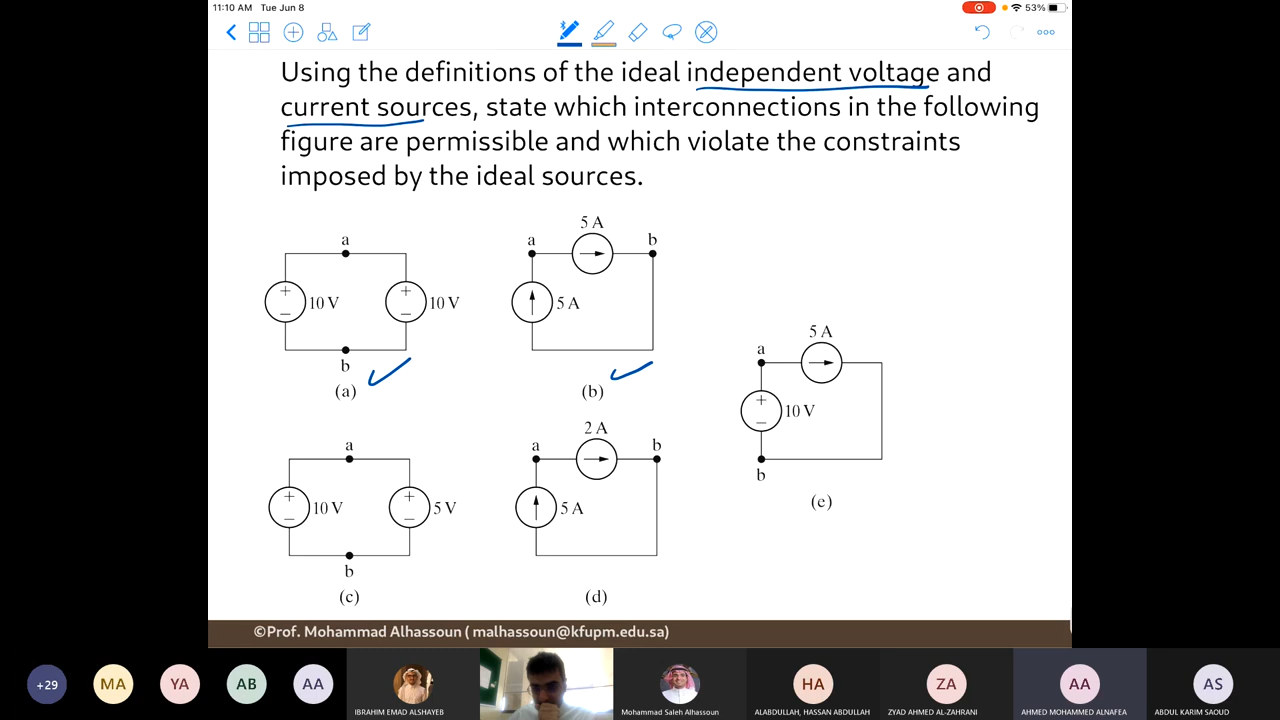 11:10 AM Tue Jun 8
53%
Using the definitions of the ideal independent voltage and
current sources, state which interconnections in the following
figure are permissible and which violate the constraints
imposed by the ideal sources.
a
+
–
10 V
+
–
10 V
b
(a)
5 A
a
b
5 A
(b)
a
+
–
10 V
+
–
5 V
b
(c)
2 A
a
b
5 A
(d)
5 A
a
+
–
10 V
b
(e)
©Prof. Mohammad Alhassoun ( malhassoun@kfupm.edu.sa)
+29
MA
YA
AB
AA
IBRAHIM EMAD ALSHAYEB
Mohammad Saleh Alhassoun
HA
ALABDULLAH, HASSAN ABDULLAH
ZA
ZYAD AHMED AL-ZAHRANI
AA
AHMED MOHAMMED ALNAFEA
AS
ABDUL KARIM SAOUD